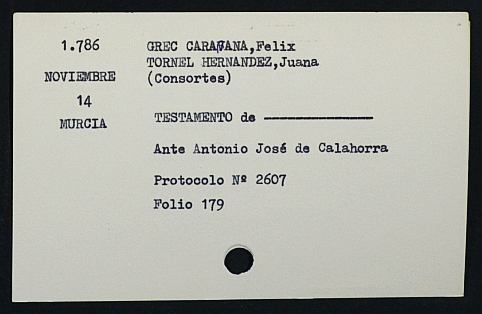 1.786
NOVIEMBRE
14
MURCIA
GREC CARAVANA,Felix
TORNEL HERNANDEZ,Juana
(Consortes)
TESTAMENTO de ----------------
Ante Antonio José de Calahorra
Protocolo Nº 2607
Folio 179